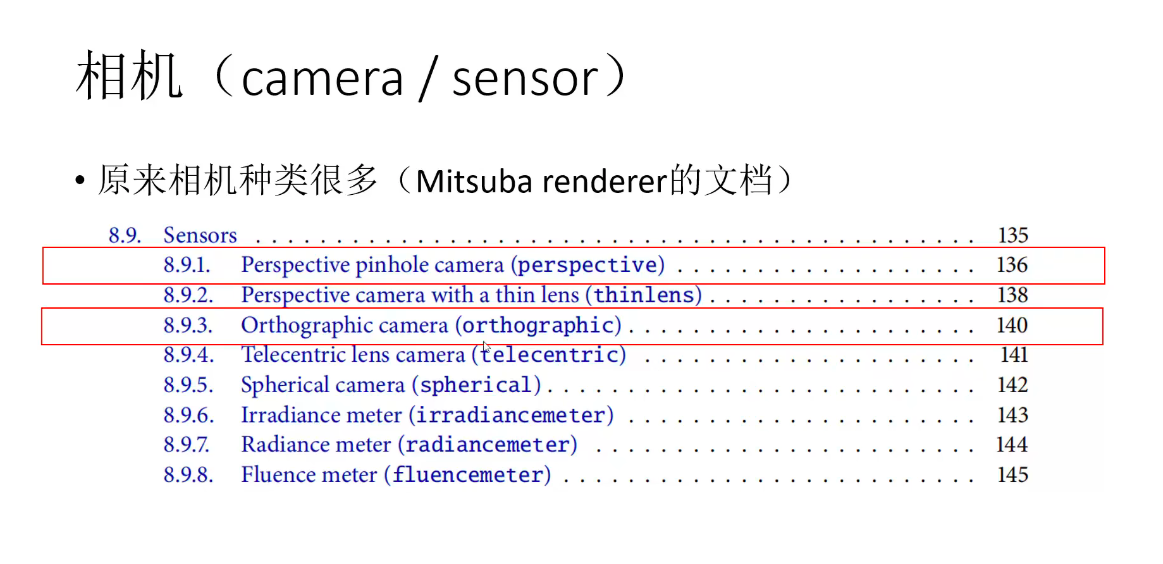 相机（camera / sensor）
• 原来相机种类很多（Mitsuba renderer的文档）
8.9. Sensors . . . . . . . . . . . . . . . . . . . . . . . . . . . . . . . . . . . . . . . . . . . . . 135
8.9.1. Perspective pinhole camera (perspective) . . . . . . . . . . . . . . . . . . . 136
8.9.2. Perspective camera with a thin lens (thinlens) . . . . . . . . . . . . . . . . . 138
8.9.3. Orthographic camera (orthographic) . . . . . . . . . . . . . . . . . . . . . . 140
8.9.4. Telecentric lens camera (telecentric) . . . . . . . . . . . . . . . . . . . . . 141
8.9.5. Spherical camera (spherical) . . . . . . . . . . . . . . . . . . . . . . . . . . . 142
8.9.6. Irradiance meter (irradiancemeter) . . . . . . . . . . . . . . . . . . . . . . 143
8.9.7. Radiance meter (radiancemeter) . . . . . . . . . . . . . . . . . . . . . . . . 144
8.9.8. Fluence meter (fluencemeter) . . . . . . . . . . . . . . . . . . . . . . . . . . 145